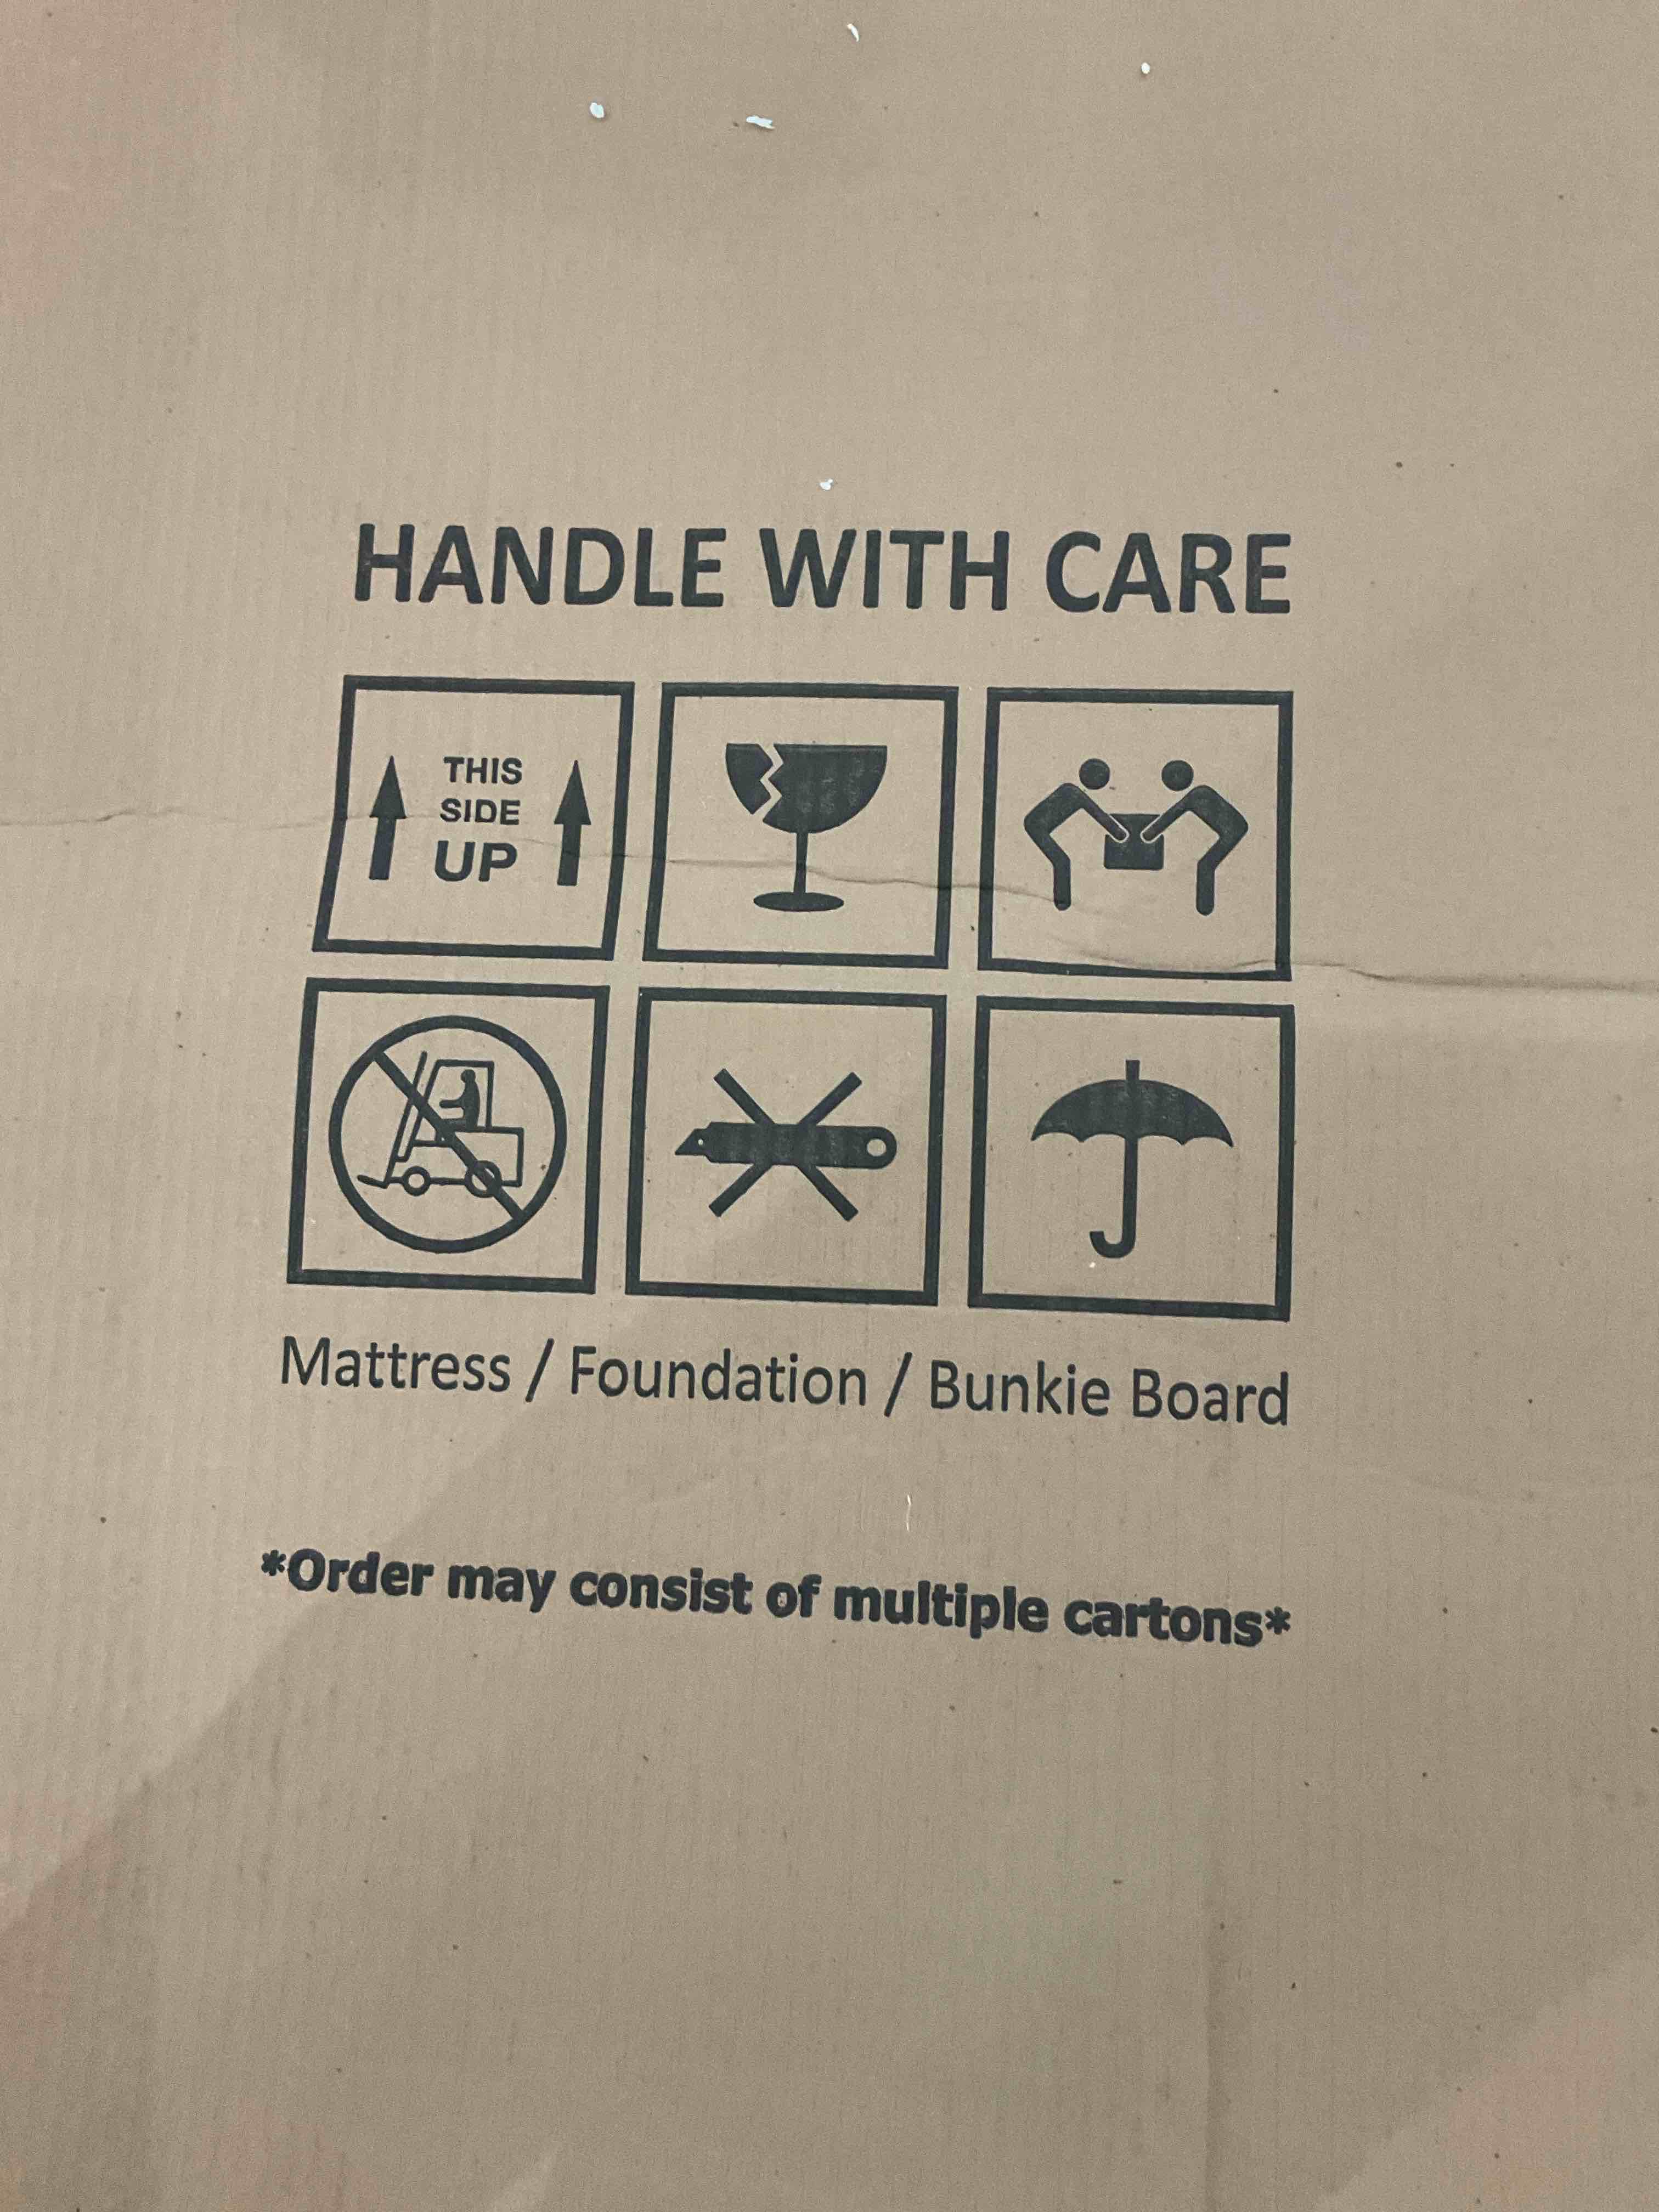 HANDLE WITH CARE
THIS
SIDE
UP
Mattress / Foundation / Bunkie Board
*Order may consist of multiple cartons*